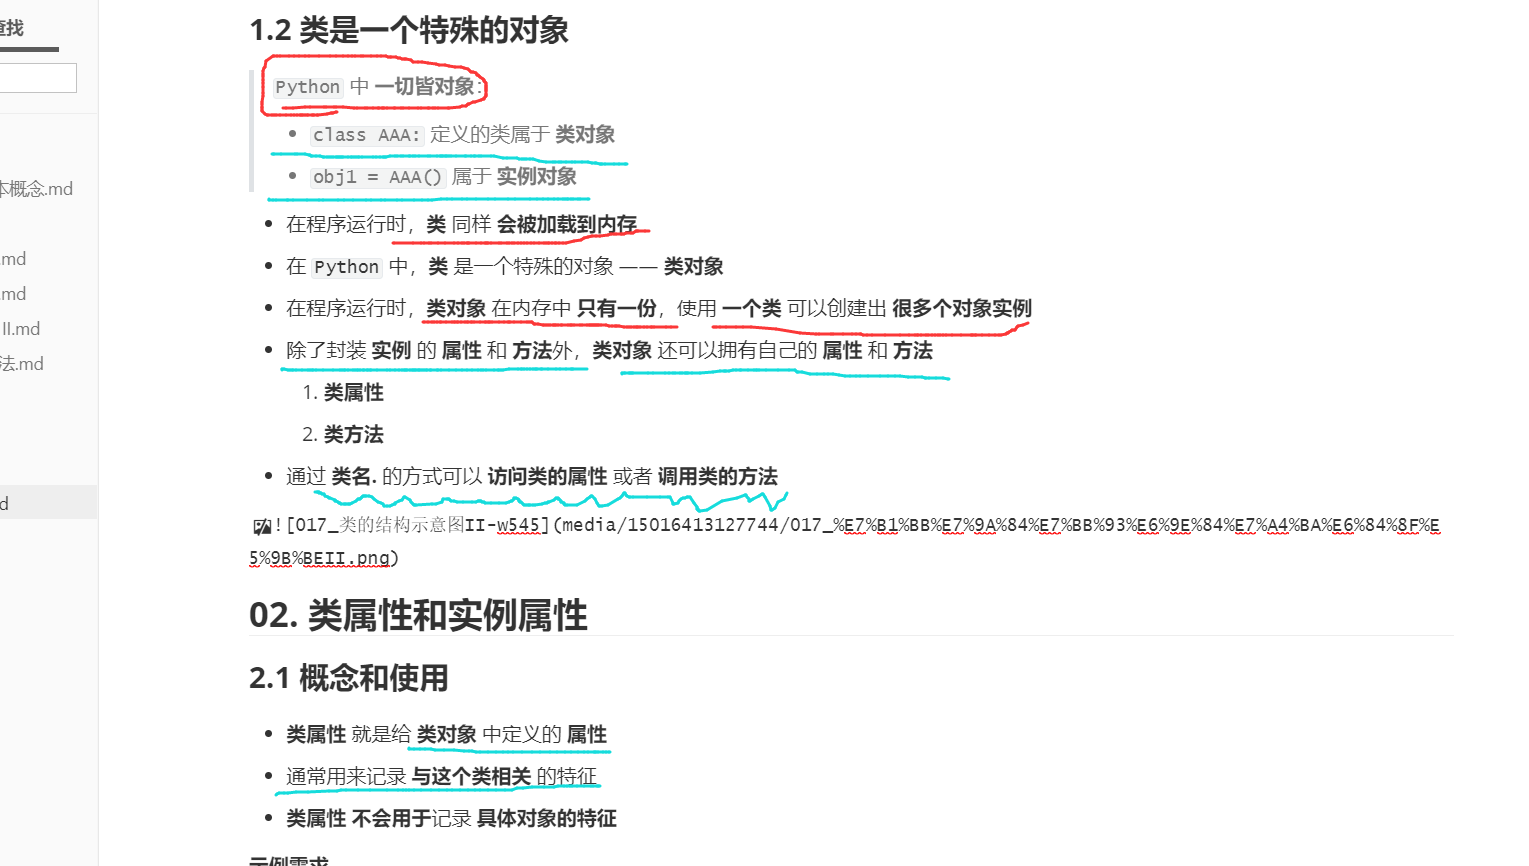 查找
本概念.md
.md
.md
II.md
法.md
d
1.2 类是一个特殊的对象
Python 中 一切皆对象:
class AAA: 定义的类属于 类对象
obj1 = AAA() 属于 实例对象
在程序运行时，类 同样 会被加载到内存
在 Python 中，类 是一个特殊的对象 —— 类对象
在程序运行时，类对象 在内存中 只有一份，使用 一个类 可以创建出 很多个对象实例
除了封装 实例 的 属性 和 方法外，类对象 还可以拥有自己的 属性 和 方法
1. 类属性
2. 类方法
通过 类名. 的方式可以 访问类的属性 或者 调用类的方法
![017_类的结构示意图II-w545](media/15016413127744/017_%E7%B1%BB%E7%9A%84%E7%BB%93%E6%9E%84%E7%A4%BA%E6%84%8F%E
5%9B%BEII.png)
02. 类属性和实例属性
2.1 概念和使用
类属性 就是给 类对象 中定义的 属性
通常用来记录 与这个类相关 的特征
类属性 不会用于记录 具体对象的特征
示例需求